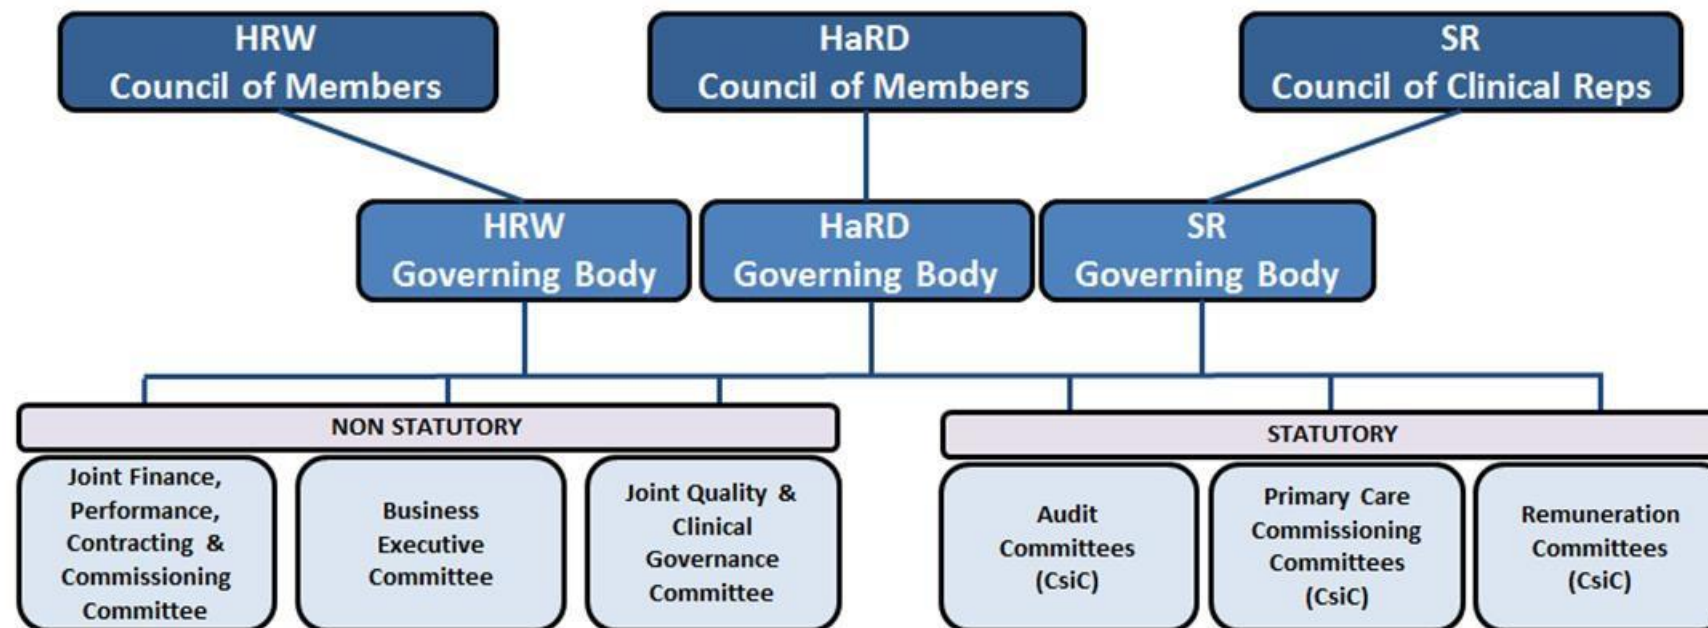 HRW
Council of Members
HaRD
Council of Members
SR
Council of Clinical Reps
HRW
Governing Body
HaRD
Governing Body
SR
Governing Body
NON STATUTORY
STATUTORY
Joint Finance,
Performance,
Contracting &
Commissioning
Committee
Business
Executive
Committee
Joint Quality &
Clinical
Governance
Committee
Audit
Committees
(CsiC)
Primary Care
Commissioning
Committees
(CsiC)
Remuneration
Committees
(CsiC)